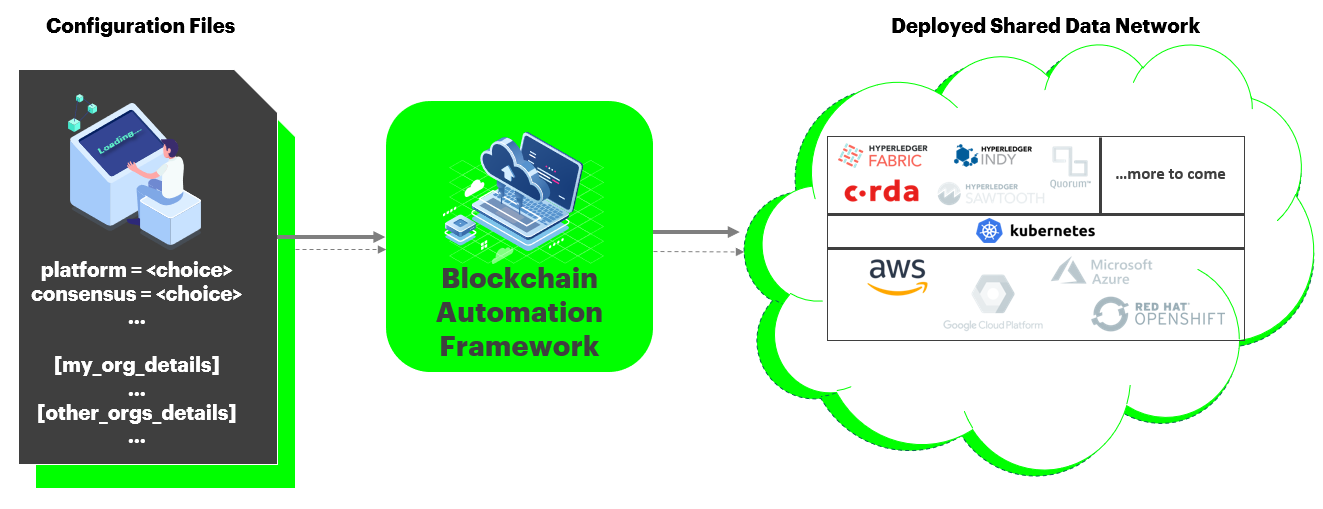 Configuration Files
Deployed Shared Data Network
Loading...
platform = <choice>
consensus = <choice>
...
[my_org_details]
...
[other_orgs_details]
...
Blockchain
Automation
Framework
HYPERLEDGER
FABRIC
HYPERLEDGER
INDY
Quorum™
c·rda
HYPERLEDGER
SAWTOOTH
...more to come
kubernetes
aws
Google Cloud Platform
Microsoft
Azure
RED HAT®
OPENSHIFT